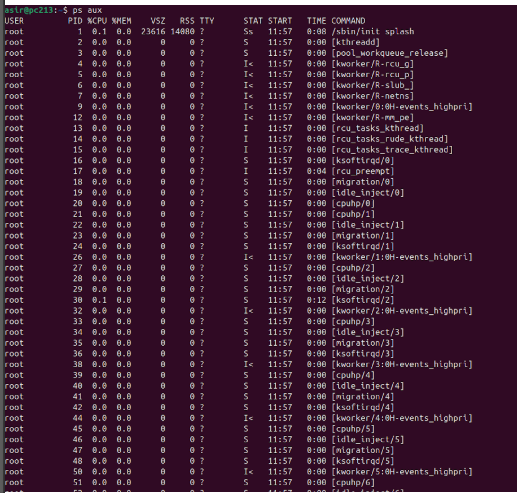 asir@pc213:~$ ps aux
USER PID %CPU %MEM VSZ RSS TTY STAT START TIME COMMAND
root 1 0.1 0.0 23616 14080 ? Ss 11:57 0:08 /sbin/init splash
root 2 0.0 0.0 0 0 ? S 11:57 0:00 [kthreadd]
root 3 0.0 0.0 0 0 ? S 11:57 0:00 [pool_workqueue_release]
root 4 0.0 0.0 0 0 ? I< 11:57 0:00 [kworker/R-rcu_g]
root 5 0.0 0.0 0 0 ? I< 11:57 0:00 [kworker/R-rcu_p]
root 6 0.0 0.0 0 0 ? I< 11:57 0:00 [kworker/R-slub_]
root 7 0.0 0.0 0 0 ? I< 11:57 0:00 [kworker/R-netns]
root 9 0.0 0.0 0 0 ? I< 11:57 0:00 [kworker/0:0H-events_highpri]
root 12 0.0 0.0 0 0 ? I< 11:57 0:00 [kworker/R-mm_pe]
root 13 0.0 0.0 0 0 ? I 11:57 0:00 [rcu_tasks_kthread]
root 14 0.0 0.0 0 0 ? I 11:57 0:00 [rcu_tasks_rude_kthread]
root 15 0.0 0.0 0 0 ? I 11:57 0:00 [rcu_tasks_trace_kthread]
root 16 0.0 0.0 0 0 ? S 11:57 0:00 [ksoftirqd/0]
root 17 0.0 0.0 0 0 ? I 11:57 0:04 [rcu_preempt]
root 18 0.0 0.0 0 0 ? S 11:57 0:00 [migration/0]
root 19 0.0 0.0 0 0 ? S 11:57 0:00 [idle_inject/0]
root 20 0.0 0.0 0 0 ? S 11:57 0:00 [cpuhp/0]
root 21 0.0 0.0 0 0 ? S 11:57 0:00 [cpuhp/1]
root 22 0.0 0.0 0 0 ? S 11:57 0:00 [idle_inject/1]
root 23 0.0 0.0 0 0 ? S 11:57 0:00 [migration/1]
root 24 0.0 0.0 0 0 ? S 11:57 0:00 [ksoftirqd/1]
root 26 0.0 0.0 0 0 ? I< 11:57 0:00 [kworker/1:0H-events_highpri]
root 27 0.0 0.0 0 0 ? S 11:57 0:00 [cpuhp/2]
root 28 0.0 0.0 0 0 ? S 11:57 0:00 [idle_inject/2]
root 29 0.0 0.0 0 0 ? S 11:57 0:00 [migration/2]
root 30 0.1 0.0 0 0 ? S 11:57 0:12 [ksoftirqd/2]
root 32 0.0 0.0 0 0 ? I< 11:57 0:00 [kworker/2:0H-events_highpri]
root 33 0.0 0.0 0 0 ? S 11:57 0:00 [cpuhp/3]
root 34 0.0 0.0 0 0 ? S 11:57 0:00 [idle_inject/3]
root 35 0.0 0.0 0 0 ? S 11:57 0:00 [migration/3]
root 36 0.0 0.0 0 0 ? S 11:57 0:00 [ksoftirqd/3]
root 38 0.0 0.0 0 0 ? I< 11:57 0:00 [kworker/3:0H-events_highpri]
root 39 0.0 0.0 0 0 ? S 11:57 0:00 [cpuhp/4]
root 40 0.0 0.0 0 0 ? S 11:57 0:00 [idle_inject/4]
root 41 0.0 0.0 0 0 ? S 11:57 0:00 [migration/4]
root 42 0.0 0.0 0 0 ? S 11:57 0:00 [ksoftirqd/4]
root 44 0.0 0.0 0 0 ? I< 11:57 0:00 [kworker/4:0H-events_highpri]
root 45 0.0 0.0 0 0 ? S 11:57 0:00 [cpuhp/5]
root 46 0.0 0.0 0 0 ? S 11:57 0:00 [idle_inject/5]
root 47 0.0 0.0 0 0 ? S 11:57 0:00 [migration/5]
root 48 0.0 0.0 0 0 ? S 11:57 0:00 [ksoftirqd/5]
root 50 0.0 0.0 0 0 ? I< 11:57 0:00 [kworker/5:0H-events_highpri]
root 51 0.0 0.0 0 0 ? S 11:57 0:00 [cpuhp/6]